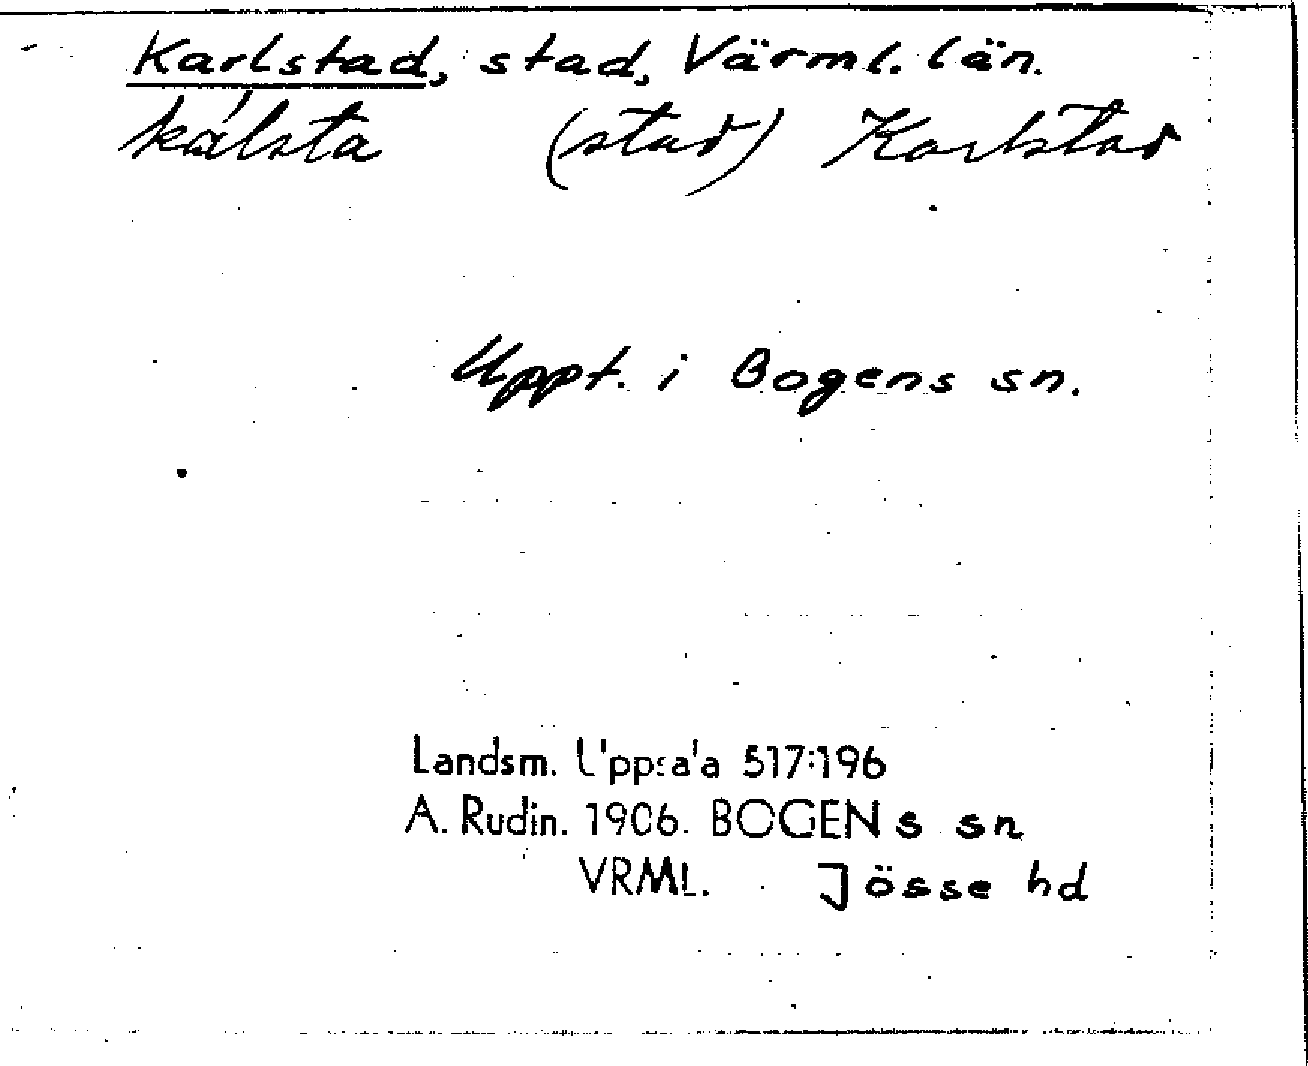 Karlstad, stad, Värml. län.
kálsta (stad) Karlstad
Uppt. i Bogens sn.
Landsm. Uppsala 517:196
A. Rudin. 1906. BOGENs sn
VRML. Jösse hd